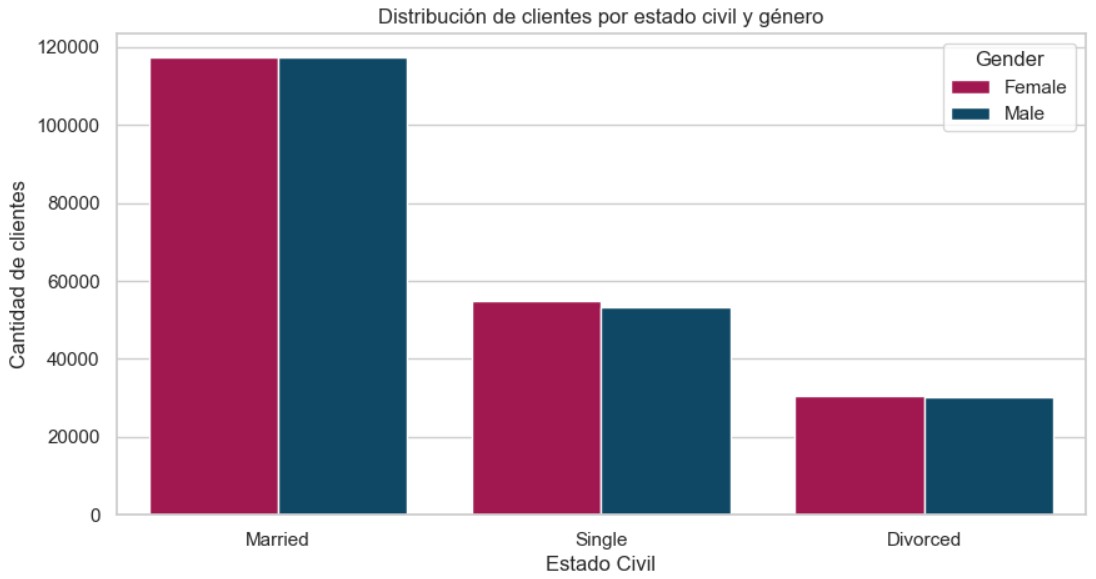 Distribución de clientes por estado civil y género
Gender
Female
Male
Cantidad de clientes
120000
100000
80000
60000
40000
20000
0
Married
Single
Divorced
Estado Civil